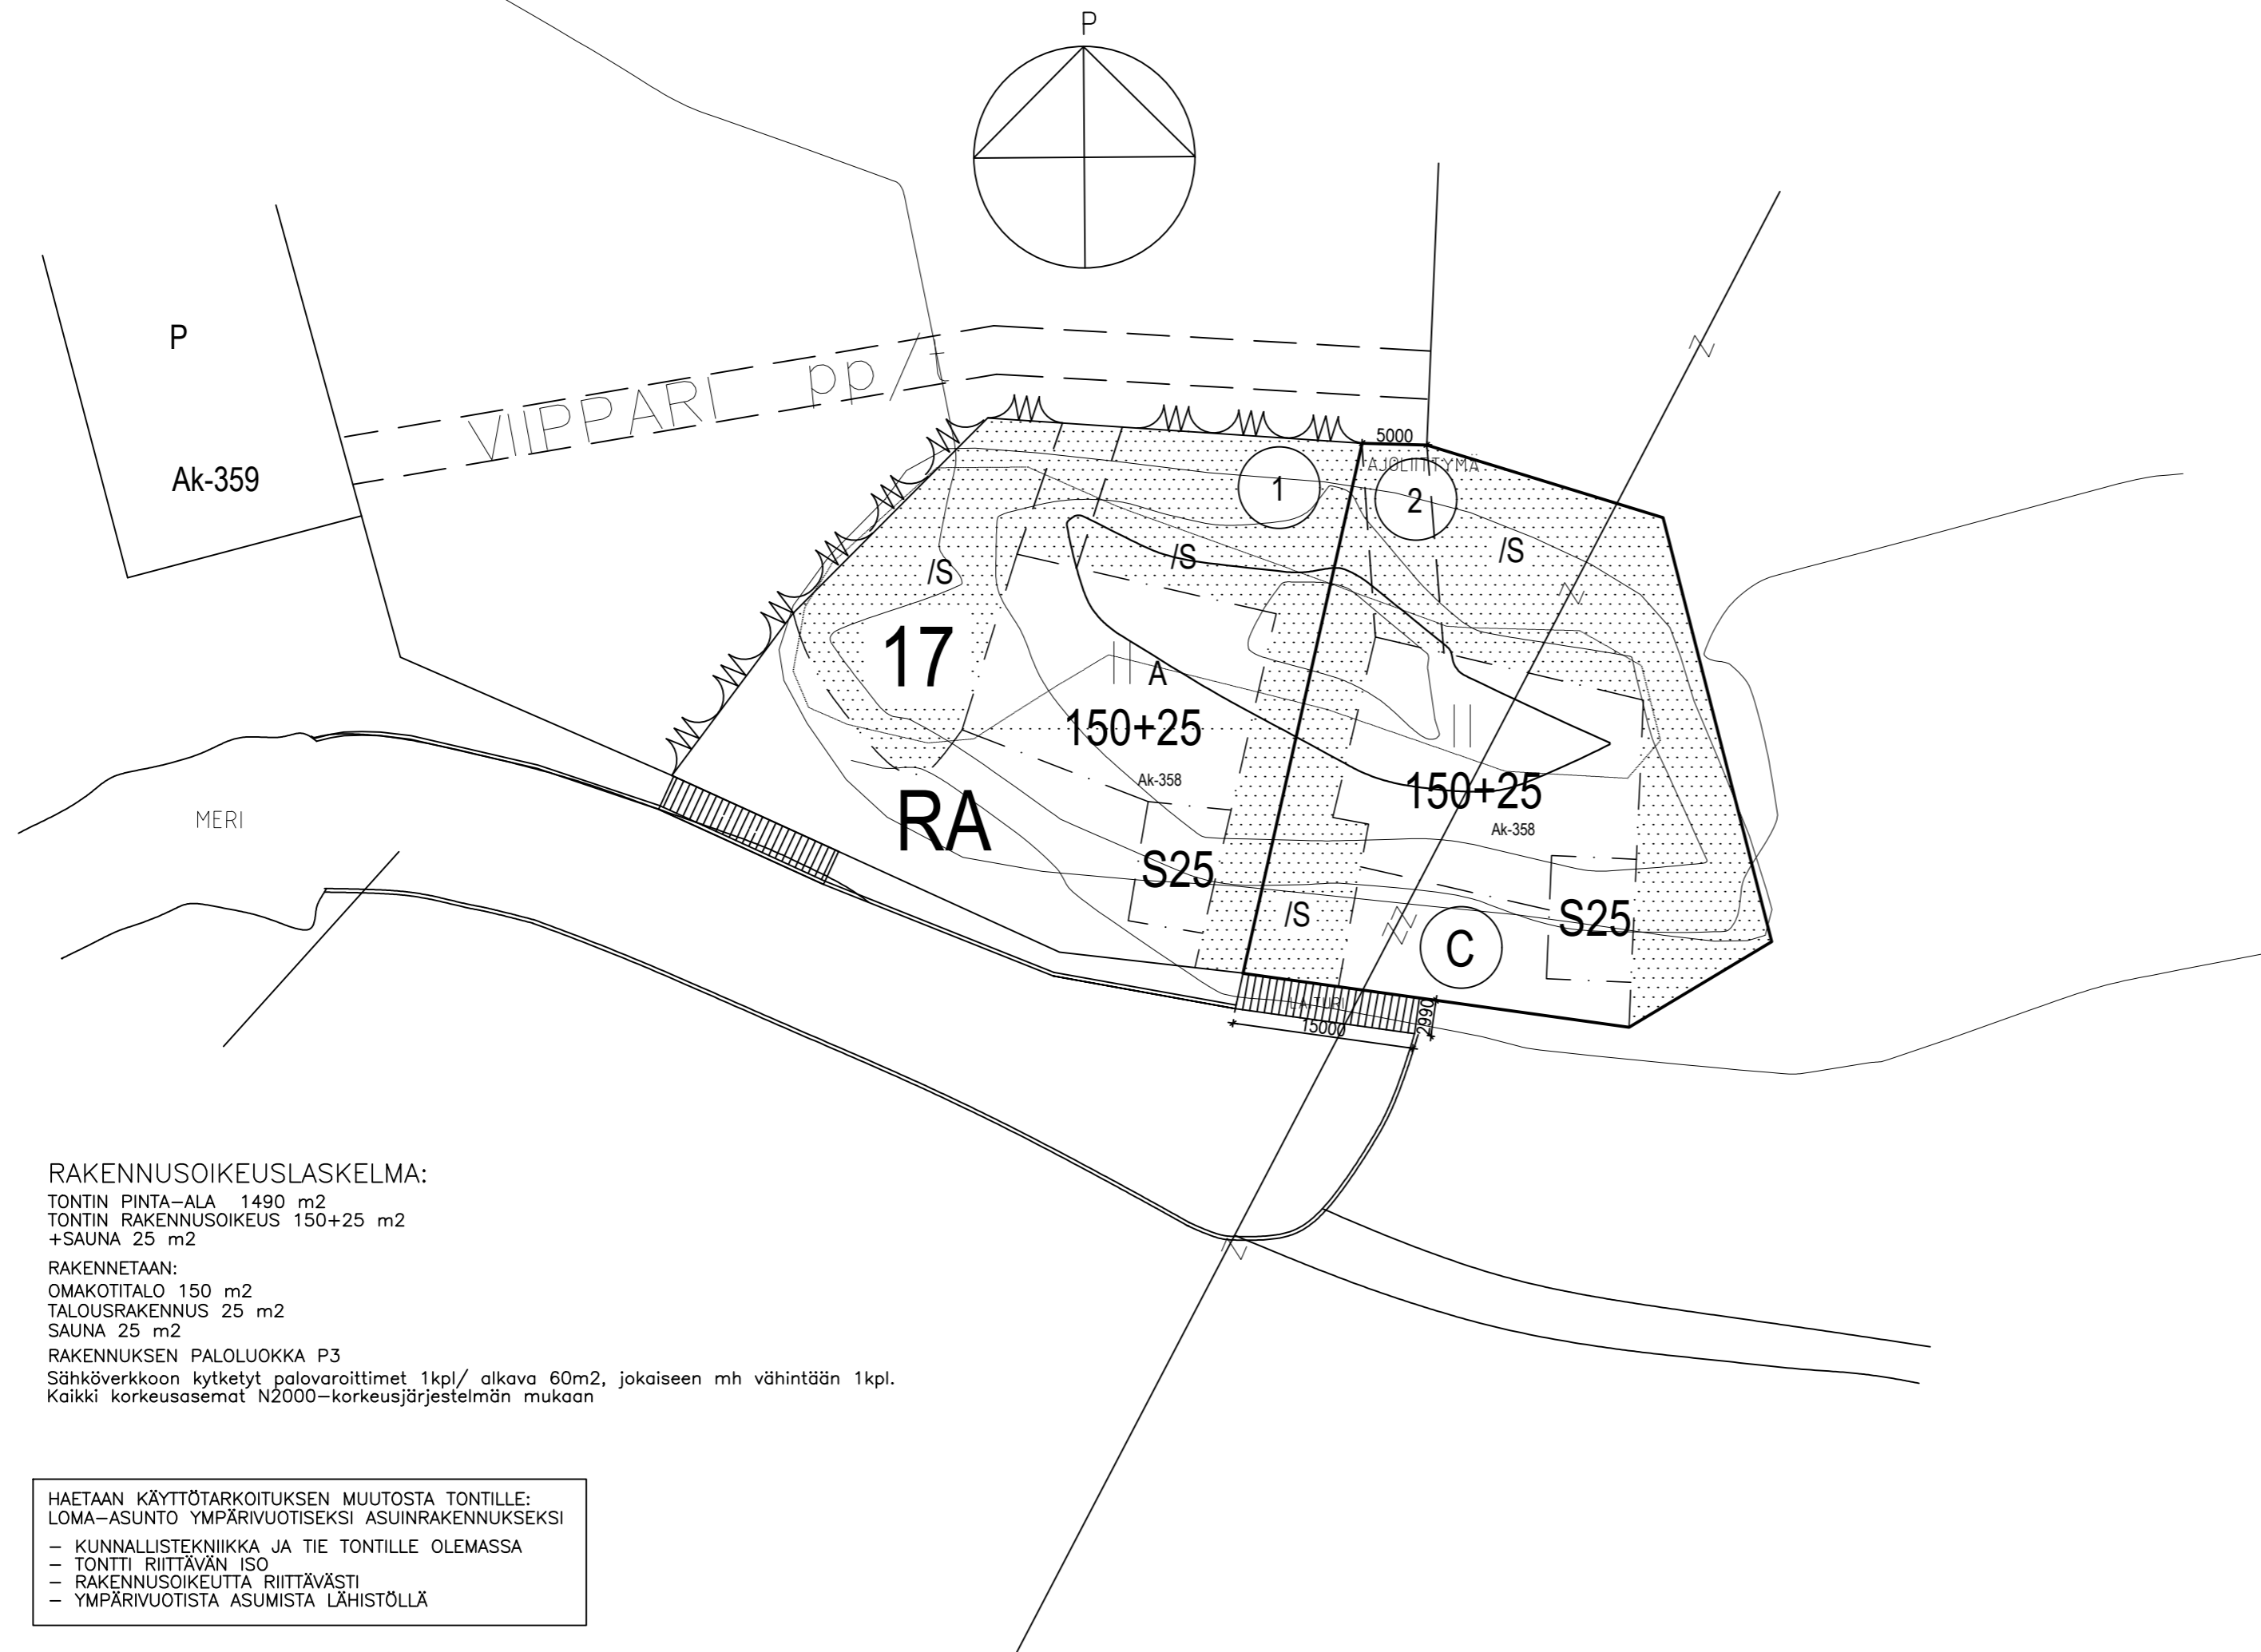 P
P
Ak-359
VIIPPARI pp/t
5000
AJOLIITTYMÄ
1
2
/S
/S
/S
17
II
A
150+25
Ak-358
II
150+25
Ak-358
RA
S25
S25
/S
C
MERI
LAITURI
15000
2990
RAKENNUSOIKEUSLASKELMA:
TONTIN PINTA-ALA 1490 m2
TONTIN RAKENNUSOIKEUS 150+25 m2
+SAUNA 25 m2
RAKENNETAAN:
OMAKOTITALO 150 m2
TALOUSRAKENNUS 25 m2
SAUNA 25 m2
RAKENNUKSEN PALOLUOKKA P3
Sähköverkkoon kytketyt palovaroittimet 1kpl/ alkava 60m2, jokaiseen mh vähintään 1kpl.
Kaikki korkeusasemat N2000-korkeusjärjestelmän mukaan
HAETAAN KÄYTTÖTARKOITUKSEN MUUTOSTA TONTILLE:
LOMA-ASUNTO YMPÄRIVUOTISEKSI ASUINRAKENNUKSEKSI
- KUNNALLISTEKNIIKKA JA TIE TONTILLE OLEMASSA
- TONTTI RIITTÄVÄN ISO
- RAKENNUSOIKEUTTA RIITTÄVÄSTI
- YMPÄRIVUOTISTA ASUMISTA LÄHISTÖLLÄ